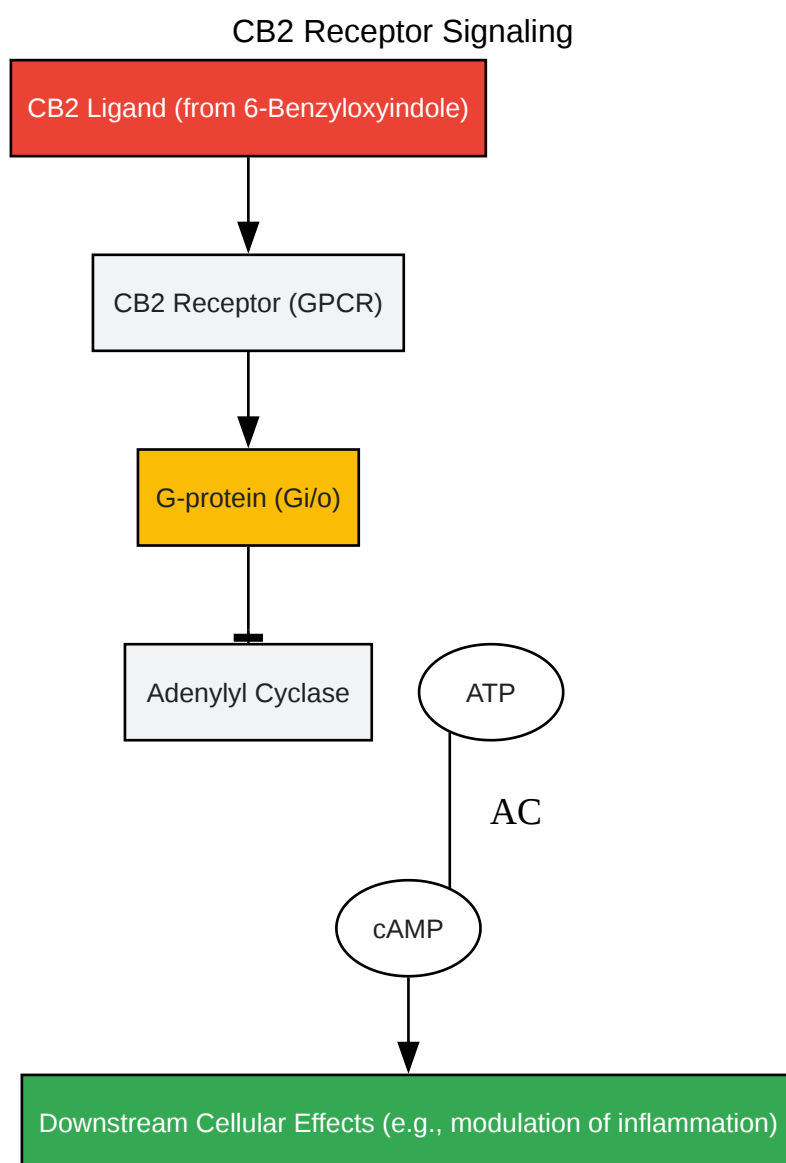 CB2 Receptor Signaling
CB2 Ligand (from 6-Benzyloxyindole)
CB2 Receptor (GPCR)
G-protein (Gi/o)
Adenylyl Cyclase
ATP
AC
cAMP
Downstream Cellular Effects (e.g., modulation of inflammation)